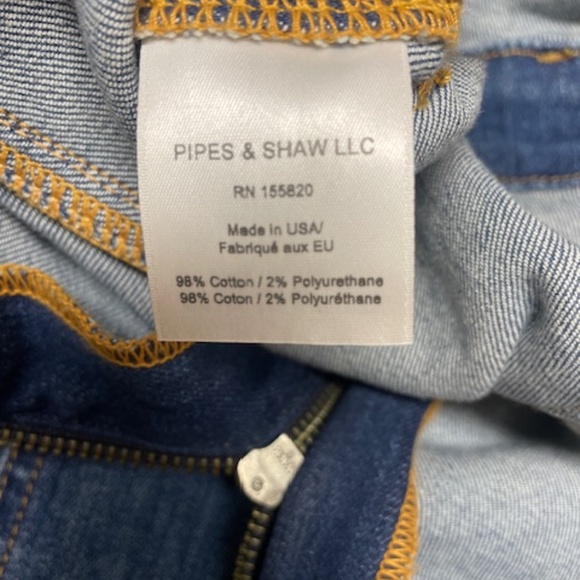 PIPES & SHAW LLC
RN 155820
Made in USA/
Fabriqué aux EU
98% Cotton / 2% Polyurethane
98% Coton / 2% Polyuréthane